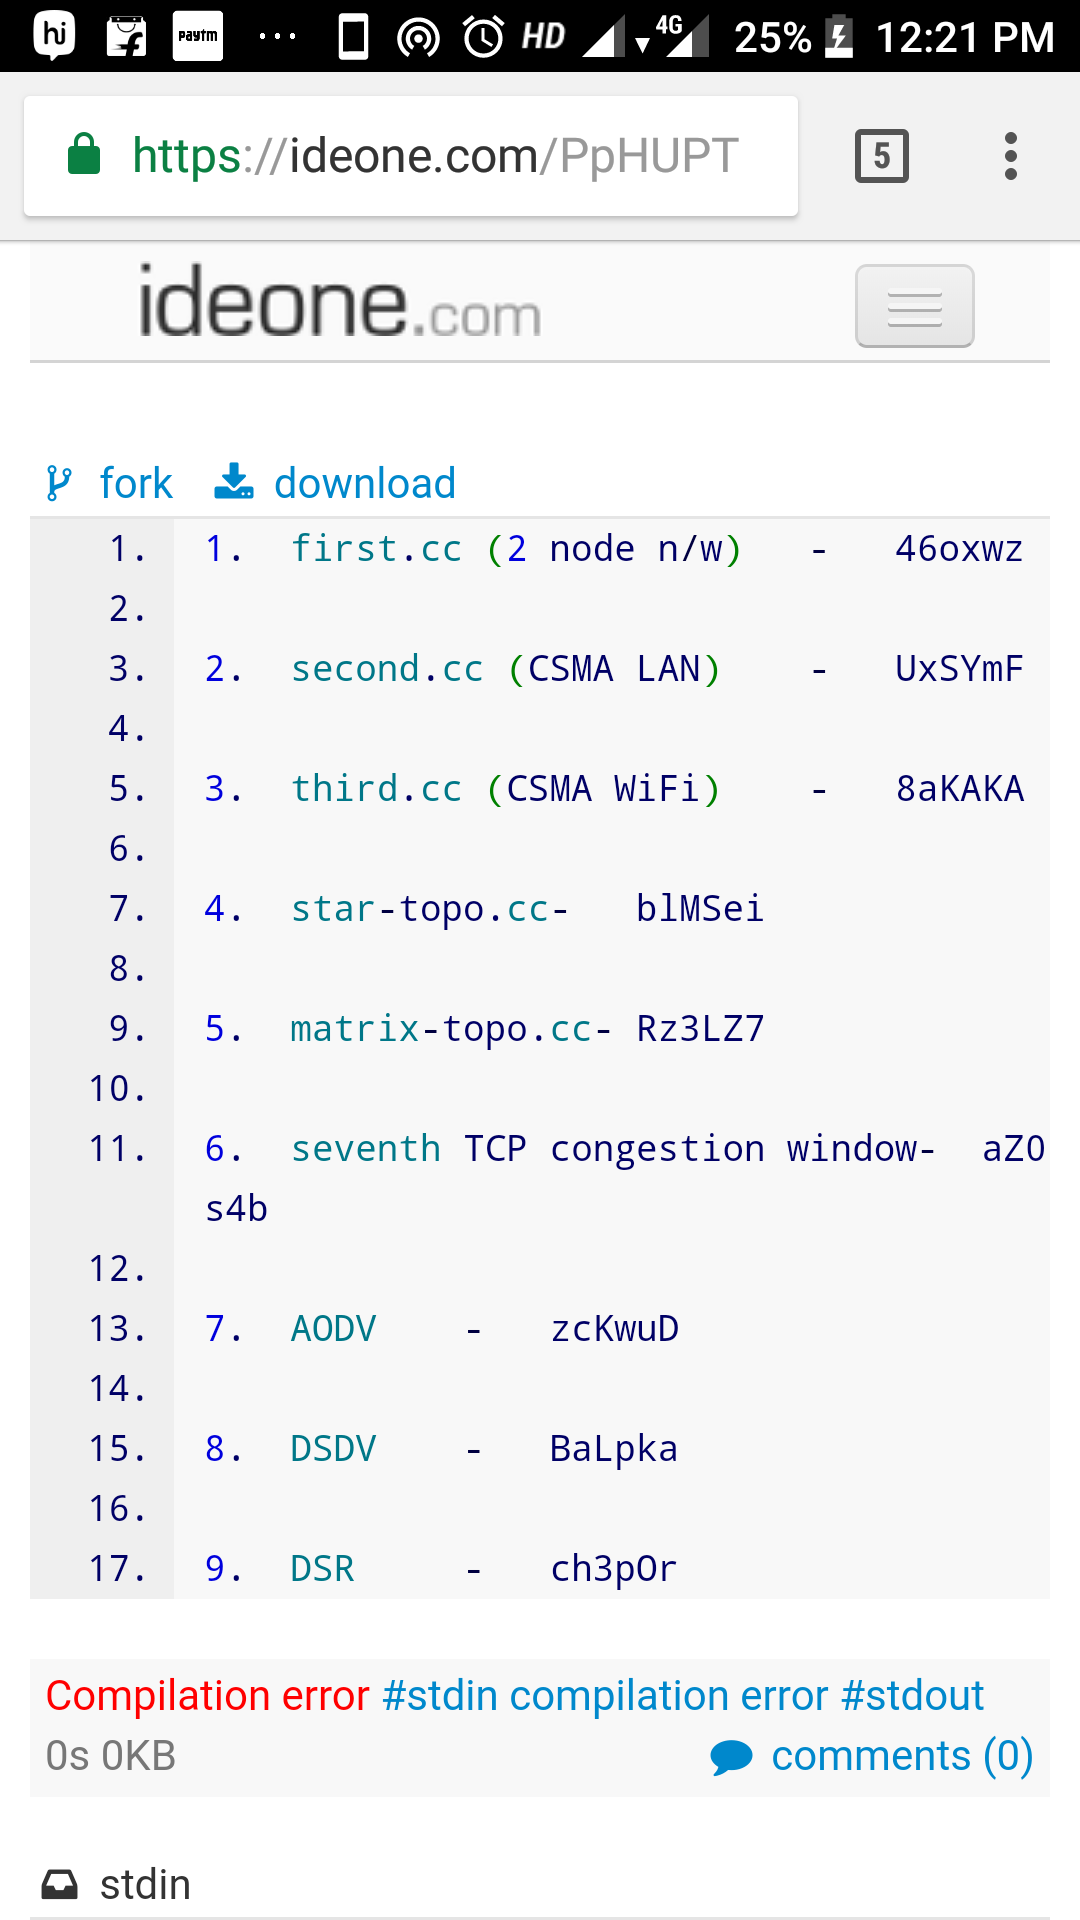 hi f paytm ... HD 4G 25% 12:21 PM
https://ideone.com/PpHUPT 5
ideone.com
fork download
1. 1. first.cc (2 node n/w) - 46oxwz
2.
3. 2. second.cc (CSMA LAN) - UxSYmF
4.
5. 3. third.cc (CSMA WiFi) - 8aKAKA
6.
7. 4. star-topo.cc- blMSei
8.
9. 5. matrix-topo.cc- Rz3LZ7
10.
11. 6. seventh TCP congestion window- aZO
s4b
12.
13. 7. AODV - zcKwuD
14.
15. 8. DSDV - BaLpka
16.
17. 9. DSR - ch3pOr
Compilation error #stdin compilation error #stdout
0s 0KB comments (0)
stdin